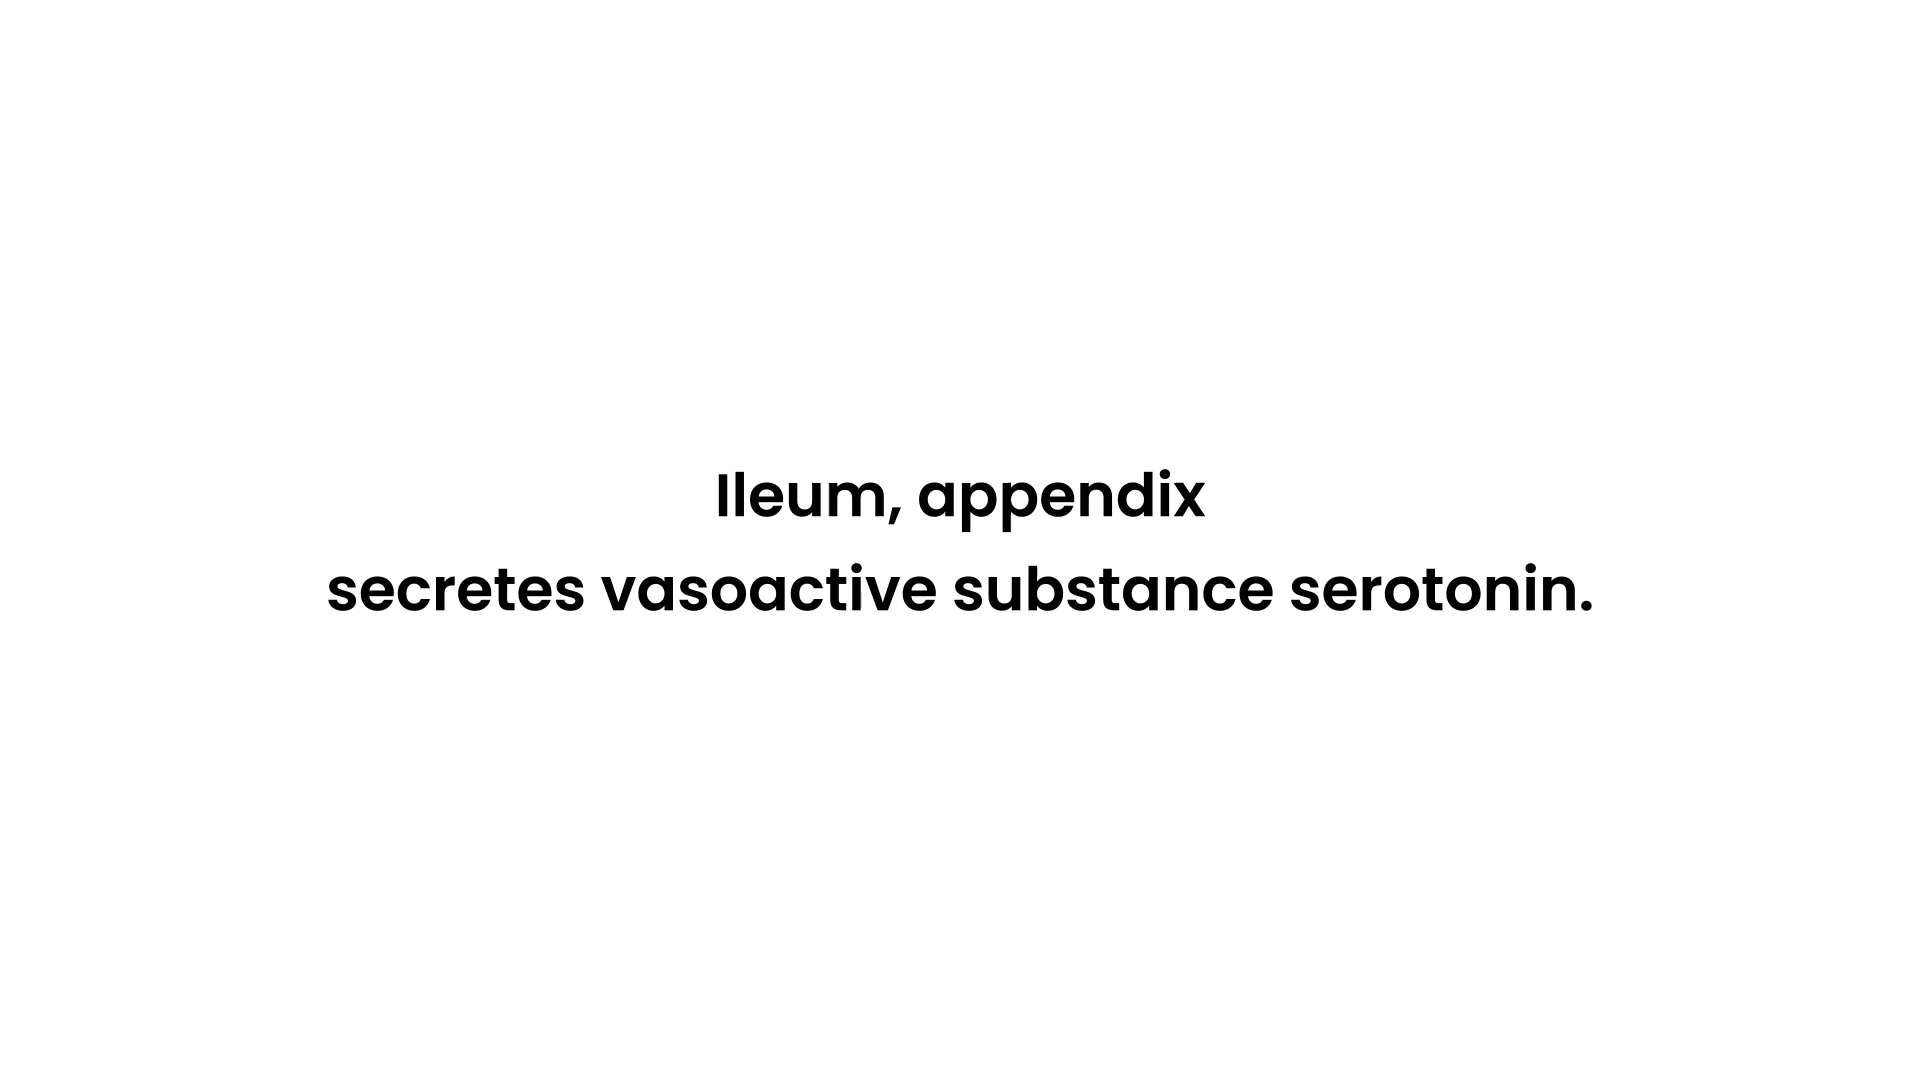 Ileum, appendix
secretes vasoactive substance serotonin.